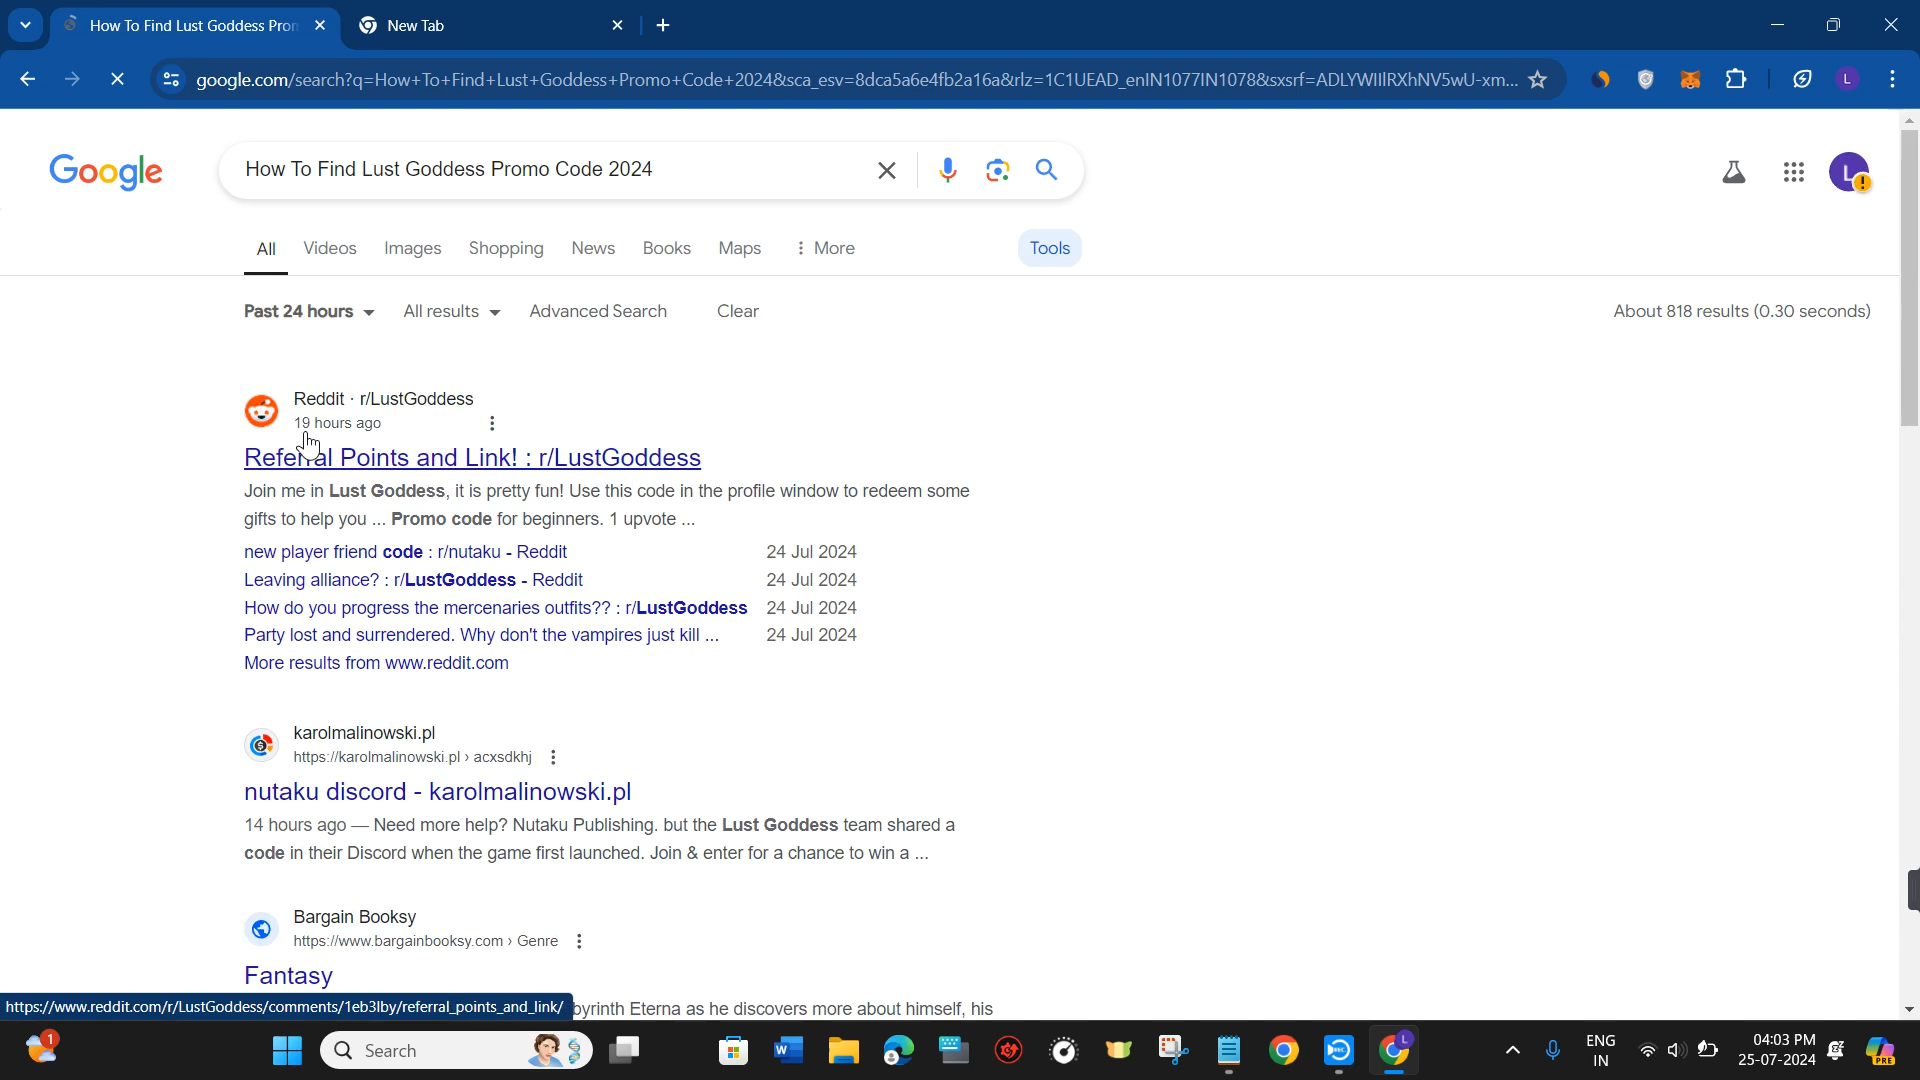 How To Find Lust Goddess Pro
New Tab
google.com/search?q=How+To+Find+Lust+Goddess+Promo+Code+2024&sca_esv=8dca5a6e4fb2a16a&rlz=1C1UEAD_enIN1077IN1078&sxsrf=ADLYWIIlRXhNV5wU-xm...
L
Google
How To Find Lust Goddess Promo Code 2024
L
All Videos Images Shopping News Books Maps More Tools
Past 24 hours All results Advanced Search Clear About 818 results (0.30 seconds)
Reddit · r/LustGoddess
19 hours ago
Referral Points and Link! : r/LustGoddess
Join me in Lust Goddess, it is pretty fun! Use this code in the profile window to redeem some
gifts to help you ... Promo code for beginners. 1 upvote ...
new player friend code : r/nutaku - Reddit 24 Jul 2024
Leaving alliance? : r/LustGoddess - Reddit 24 Jul 2024
How do you progress the mercenaries outfits?? : r/LustGoddess 24 Jul 2024
Party lost and surrendered. Why don't the vampires just kill ... 24 Jul 2024
More results from www.reddit.com
karolmalinowski.pl
https://karolmalinowski.pl › acxsdkhj
nutaku discord - karolmalinowski.pl
14 hours ago — Need more help? Nutaku Publishing. but the Lust Goddess team shared a
code in their Discord when the game first launched. Join & enter for a chance to win a ...
Bargain Booksy
https://www.bargainbooksy.com › Genre
Fantasy
https://www.reddit.com/r/LustGoddess/comments/1eb3lby/referral_points_and_link/ byrinth Eterna as he discovers more about himself, his
1
Search
W
L
ENG
IN
04:03 PM
25-07-2024
PRE